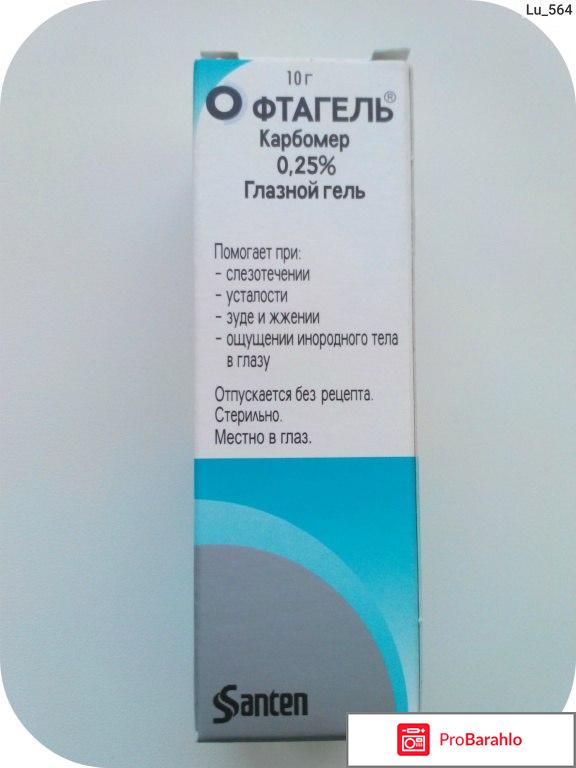 Lu_564
10 г
ОФТАГЕЛЬ®
Карбомер
0,25%
Глазной гель
Помогает при:
- слезотечении
- усталости
- зуде и жжении
- ощущении инородного тела
в глазу
Отпускается без рецепта.
Стерильно.
Местно в глаз.
Santen
ProBarahlo